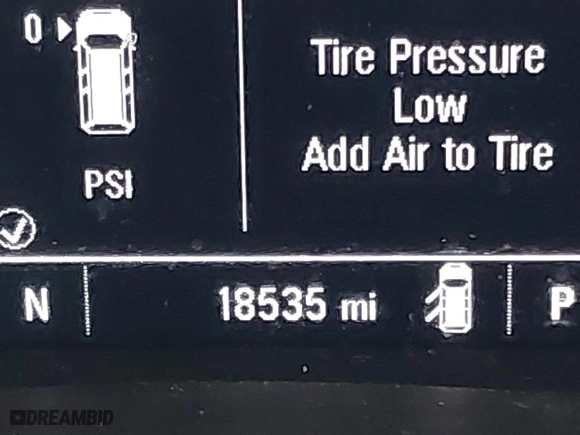 0
Tire Pressure
Low
Add Air to Tire
PSI
N
18535 mi
P
DREAMBID